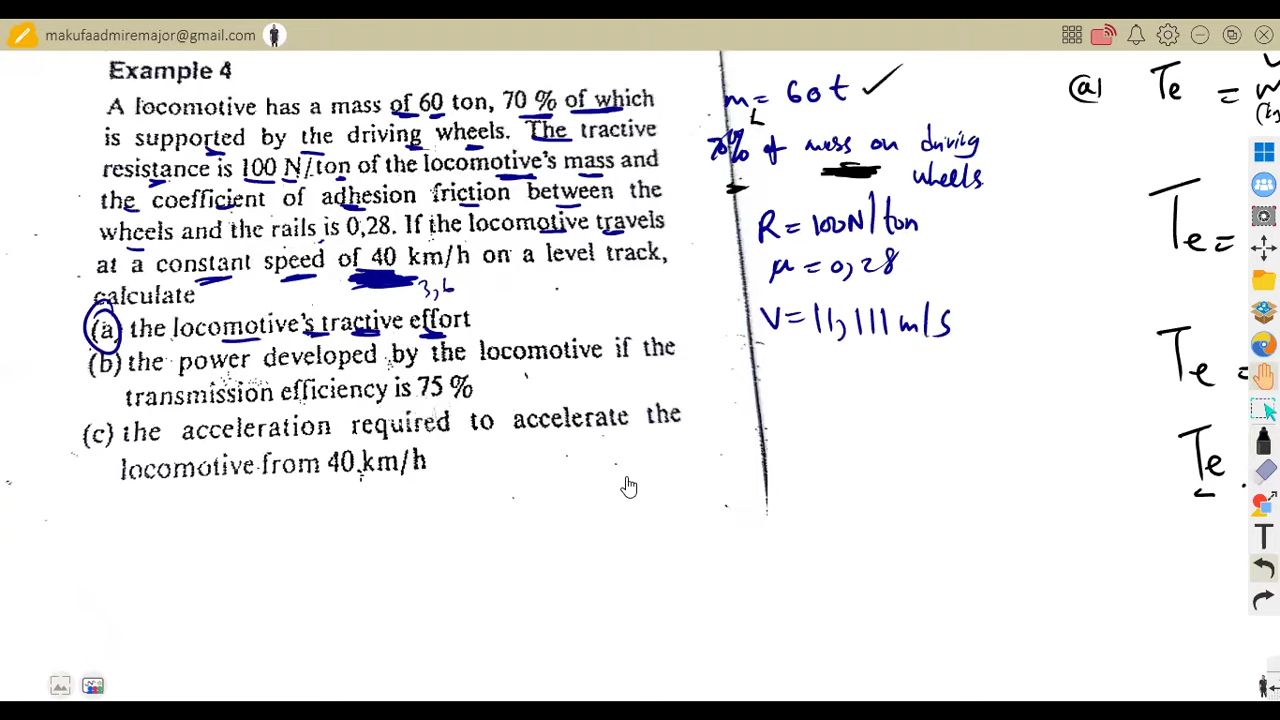 makufaadmiremajor@gmail.com
Example 4
A locomotive has a mass of 60 ton, 70 % of which
is supported by the driving wheels. The tractive
resistance is 100 N/ton of the locomotive's mass and
the coefficient of adhesion friction between the
wheels and the rails is 0,28. If the locomotive travels
at a constant speed of 40 km/h on a level track,
calculate
3,6
(a) the locomotive's tractive effort
(b) the power developed by the locomotive if the
transmission efficiency is 75 %
(c) the acceleration required to accelerate the
locomotive from 40 km/h
m = 60t
L
70% of mass on driving
wheels
R = 100N/ton
μ = 0,28
V = 11,111 m/s
(a) Te =
Te =
Te =
Te
T